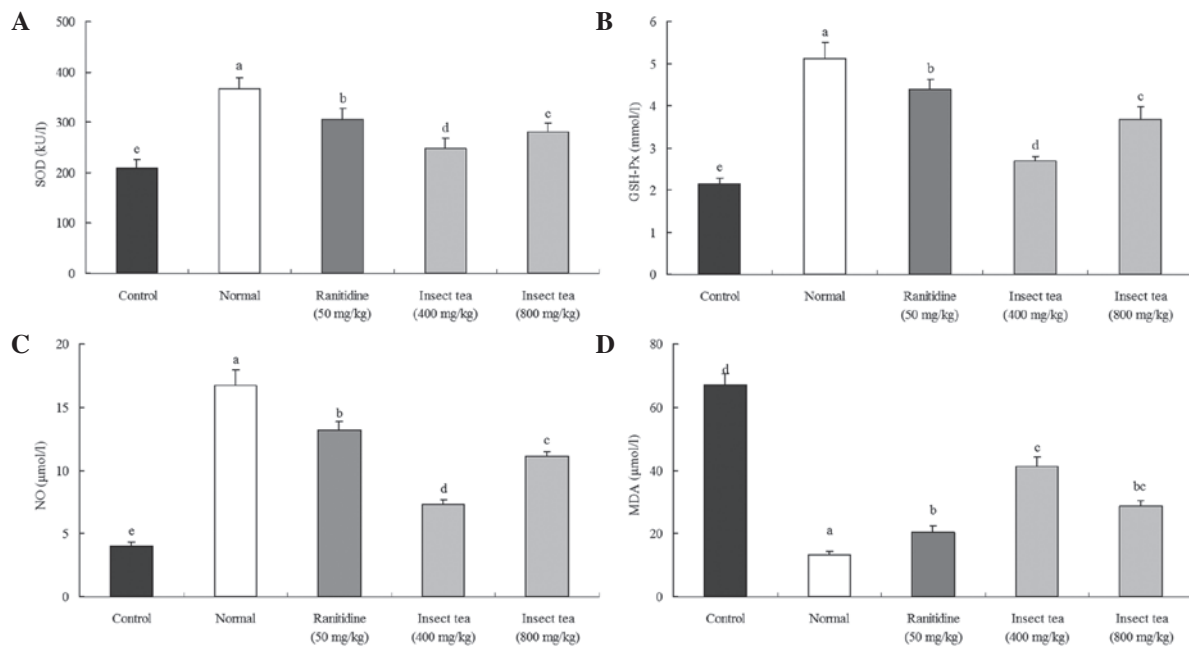 A
500
400
300
200
100
0
SOD (kU/l)
e
a
b
d
c
Control
Normal
Ranitidine
(50 mg/kg)
Insect tea
(400 mg/kg)
Insect tea
(800 mg/kg)
B
6
5
4
3
2
1
0
GSH-Px (mmol/l)
e
a
b
d
c
Control
Normal
Ranitidine
(50 mg/kg)
Insect tea
(400 mg/kg)
Insect tea
(800 mg/kg)
C
20
15
10
5
0
NO (μmol/l)
e
a
b
d
c
Control
Normal
Ranitidine
(50 mg/kg)
Insect tea
(400 mg/kg)
Insect tea
(800 mg/kg)
D
80
60
40
20
0
MDA (μmol/l)
d
a
b
c
bc
Control
Normal
Ranitidine
(50 mg/kg)
Insect tea
(400 mg/kg)
Insect tea
(800 mg/kg)